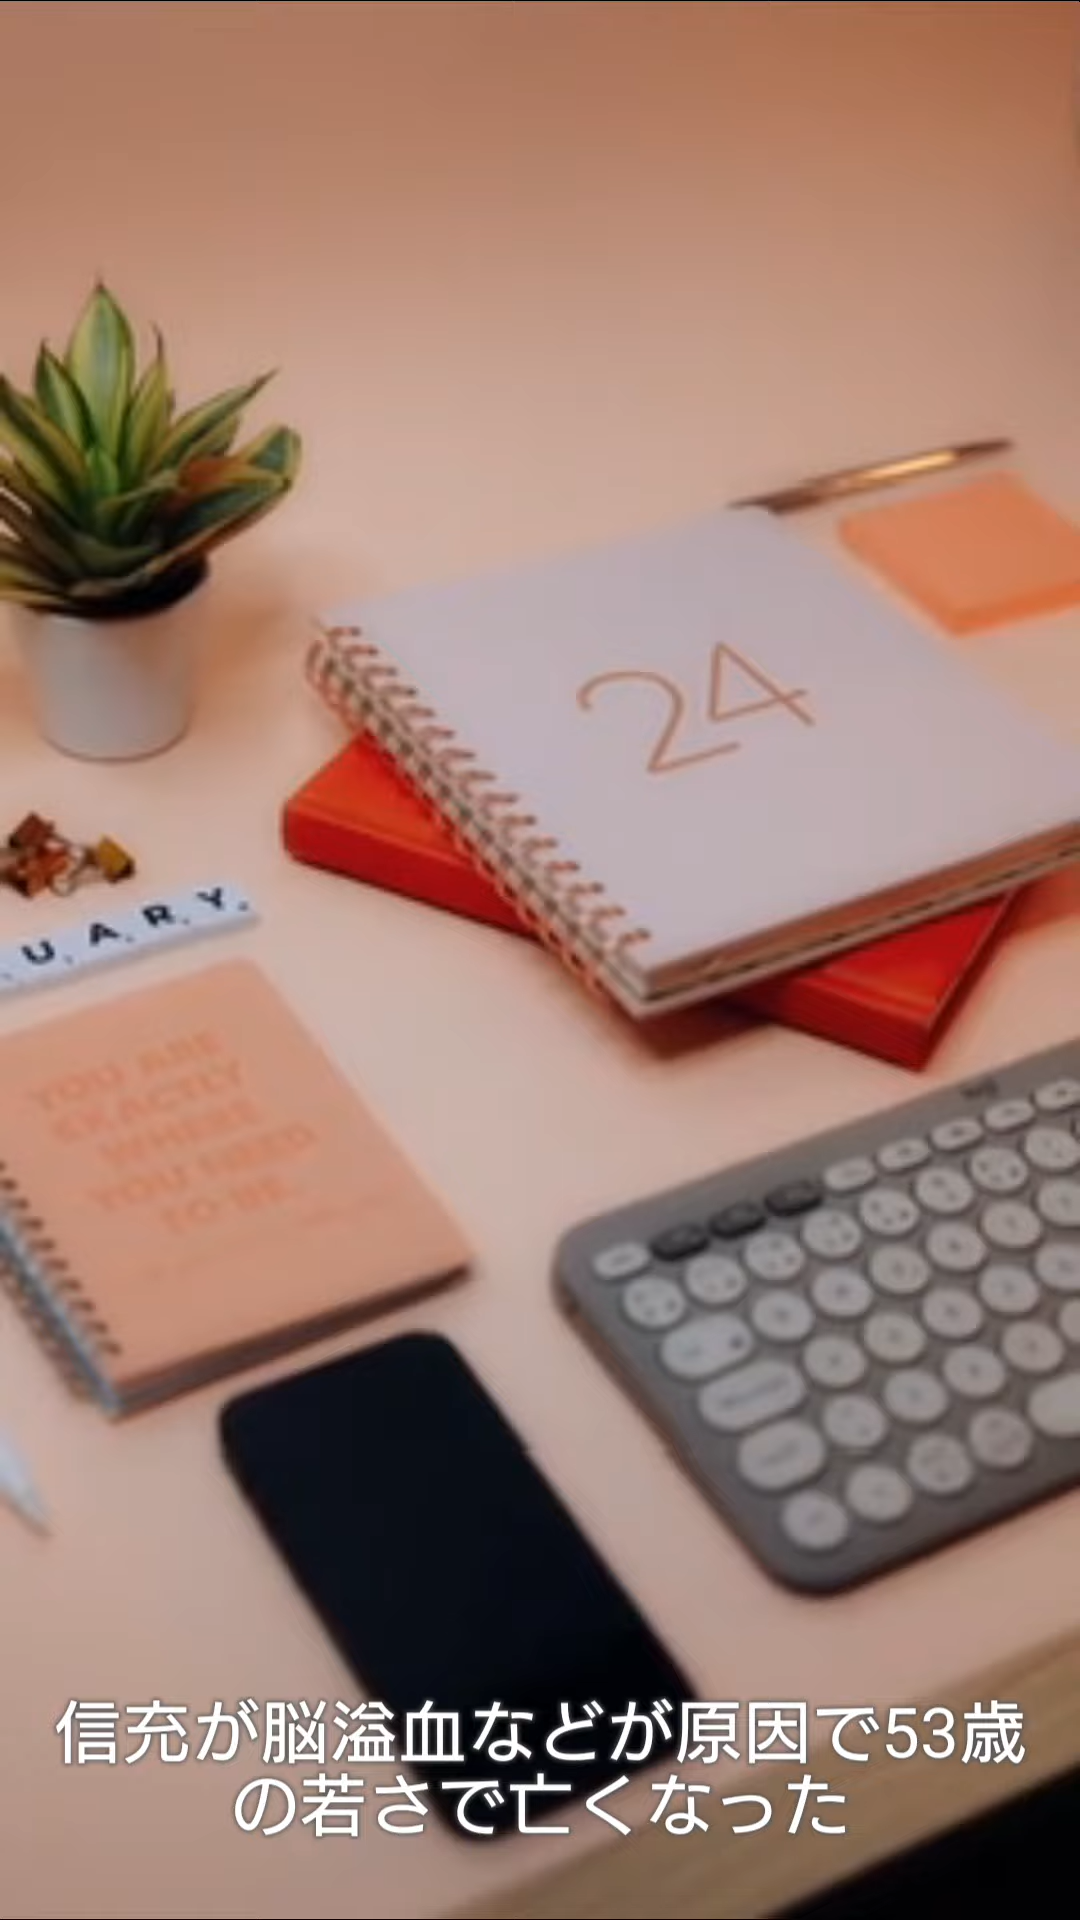 24
U.A.R.Y.
YOU ARE
EXACTLY
WHERE
YOU NEED
TO BE
信充が脳溢血などが原因で53歳
の若さで亡くなった